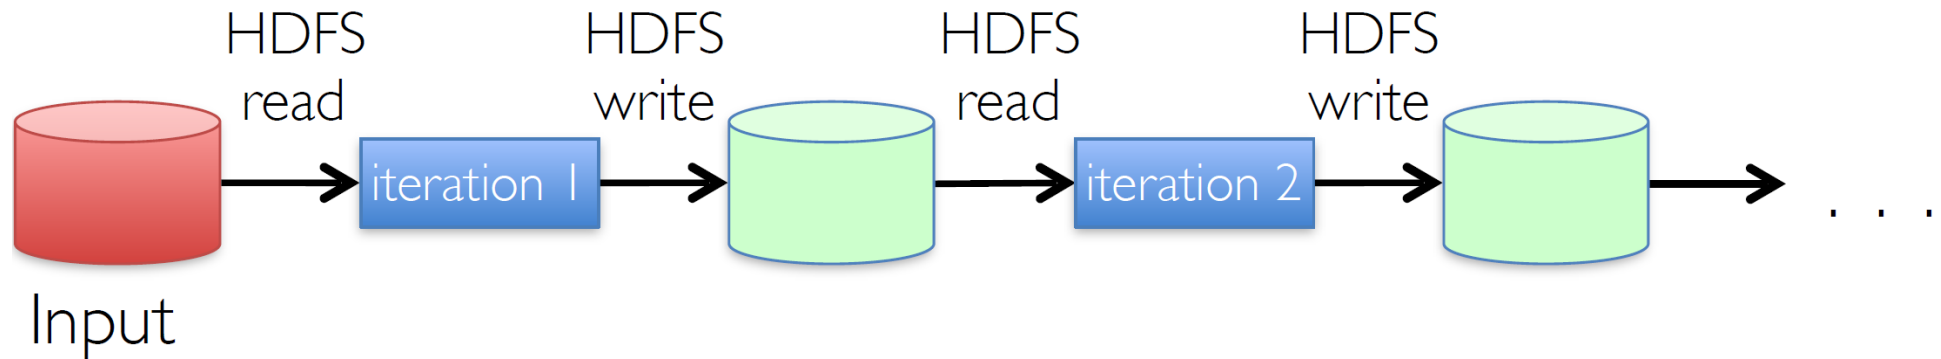 HDFS
read
HDFS
write
HDFS
read
HDFS
write
iteration 1
iteration 2
. . .
Input